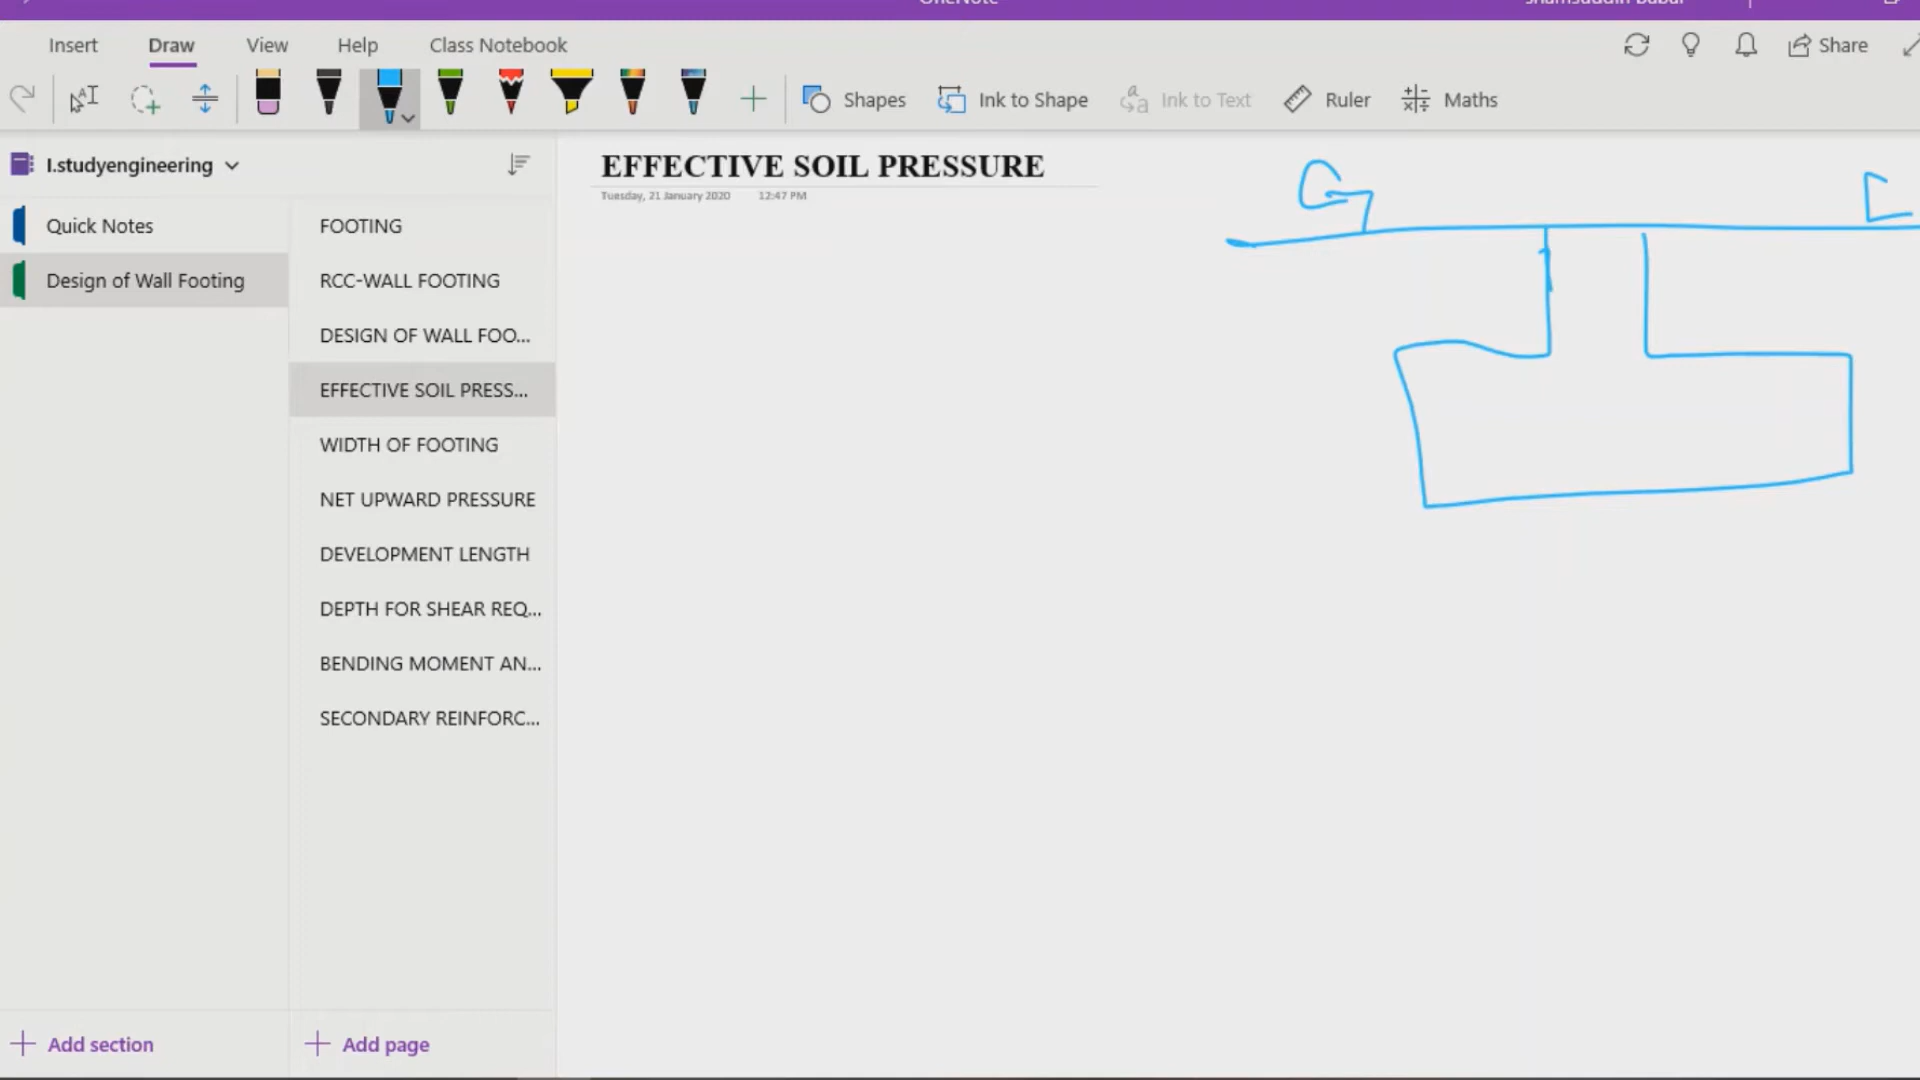 Insert Draw View Help Class Notebook Share
Shapes Ink to Shape Ink to Text Ruler Maths
I.studyengineering
Quick Notes
Design of Wall Footing
FOOTING
RCC-WALL FOOTING
DESIGN OF WALL FOO...
EFFECTIVE SOIL PRESS...
WIDTH OF FOOTING
NET UPWARD PRESSURE
DEVELOPMENT LENGTH
DEPTH FOR SHEAR REQ...
BENDING MOMENT AN...
SECONDARY REINFORC...
Add section
Add page
EFFECTIVE SOIL PRESSURE
Tuesday, 21 January 2020 12:47 PM
G